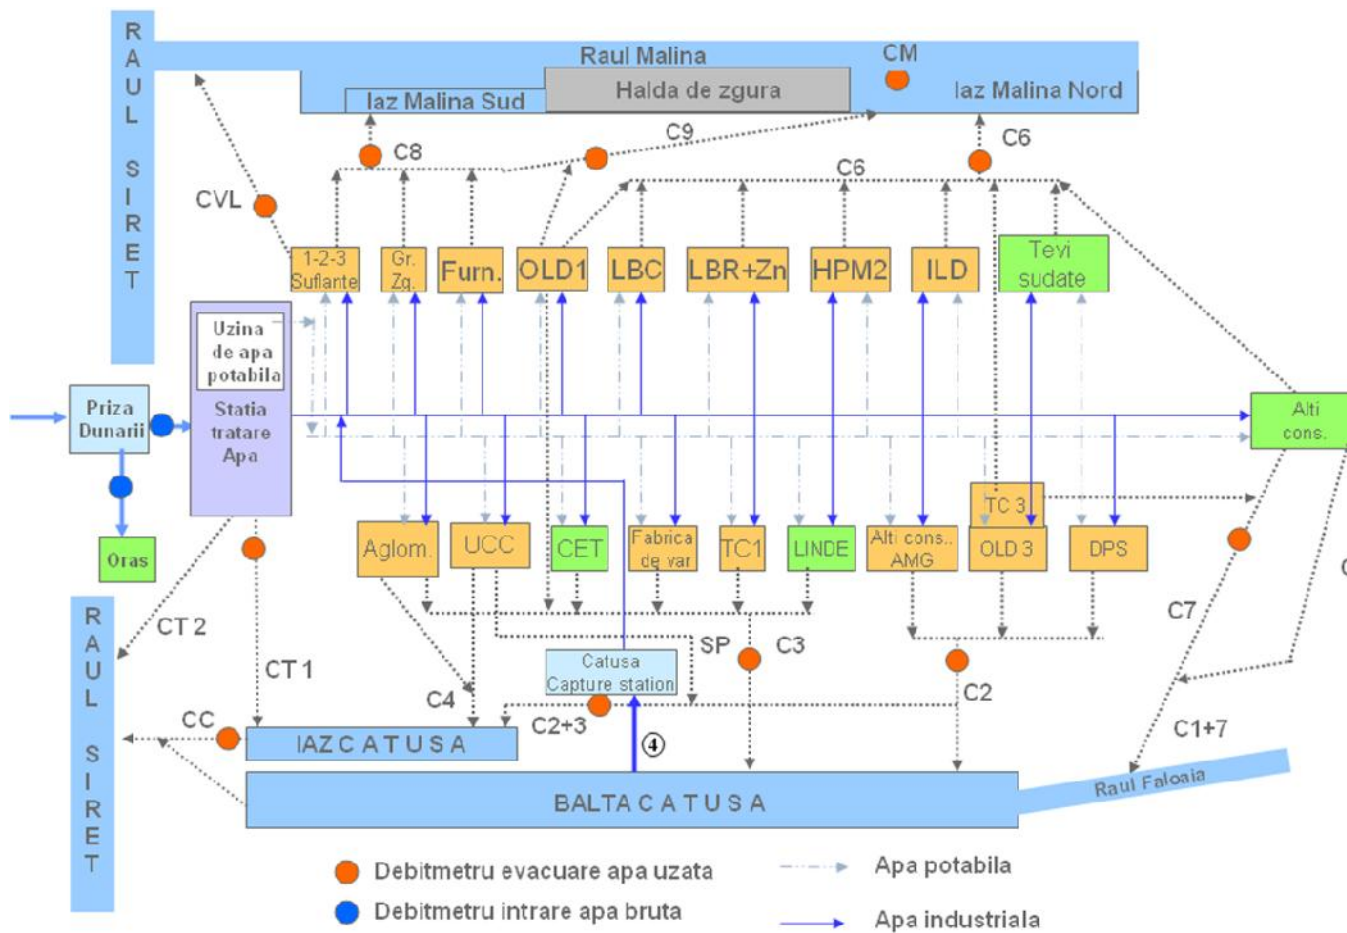 RAUL SIRET
Raul Malina
CM
Iaz Malina Sud
Halda de zgura
Iaz Malina Nord
C8
C9
C6
C6
CVL
1-2-3
Suflante
Gr.
Zg.
Furn.
OLD1
LBC
LBR+Zn
HPM2
ILD
Tevi
sudate
Uzina
de apa
potabila
Priza
Dunarii
Statia
tratare
Apa
Alti
cons.
Oras
Aglom.
UCC
CET
Fabrica
de var
TC1
LINDE
Alti cons..
AMG
TC 3
OLD 3
DPS
RAUL SIRET
CT 2
CT 1
C4
SP
C3
C2
C7
C
Catusa
Capture station
C2+3
C1+7
CC
IAZ CATUSA
4
BALTA CATUSA
Raul Faloaia
Debitmetru evacuare apa uzata
Apa potabila
Debitmetru intrare apa bruta
Apa industriala